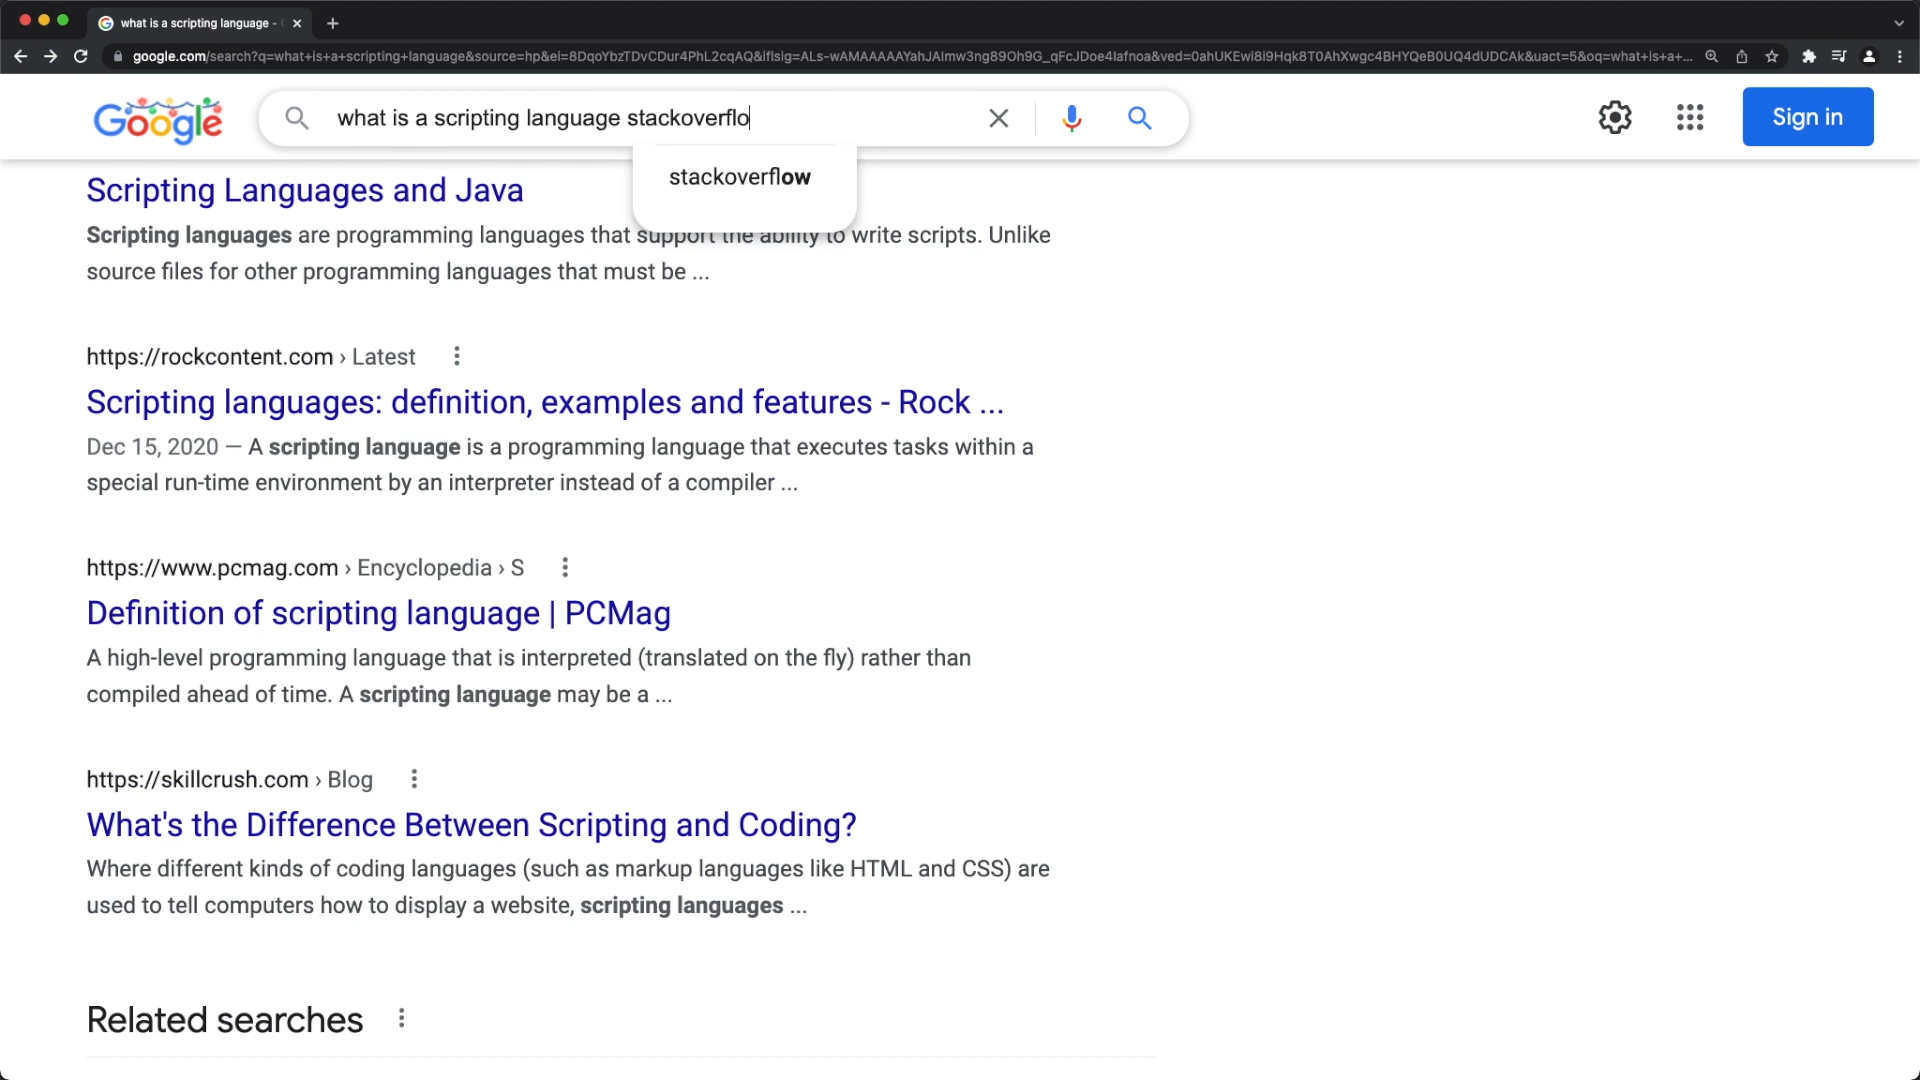 what is a scripting language -
google.com/search?q=what+is+a+scripting+language&source=hp&ei=8DqoYbzTDvCDur4PhL2cqAQ&iflsig=ALs-wAMAAAAAYahJAImw3ng89Oh9G_qFcJDoe4Iafnoa&ved=0ahUKEwi8i9Hqk8T0AhXwgc4BHYQeB0UQ4dUDCAk&uact=5&oq=what+is+a+...
Google
what is a scripting language stackoverflo
Sign in
stackoverflow
Scripting Languages and Java
Scripting languages are programming languages that support the ability to write scripts. Unlike
source files for other programming languages that must be ...
https://rockcontent.com › Latest
Scripting languages: definition, examples and features - Rock ...
Dec 15, 2020 — A scripting language is a programming language that executes tasks within a
special run-time environment by an interpreter instead of a compiler ...
https://www.pcmag.com › Encyclopedia › S
Definition of scripting language | PCMag
A high-level programming language that is interpreted (translated on the fly) rather than
compiled ahead of time. A scripting language may be a ...
https://skillcrush.com › Blog
What's the Difference Between Scripting and Coding?
Where different kinds of coding languages (such as markup languages like HTML and CSS) are
used to tell computers how to display a website, scripting languages ...
Related searches